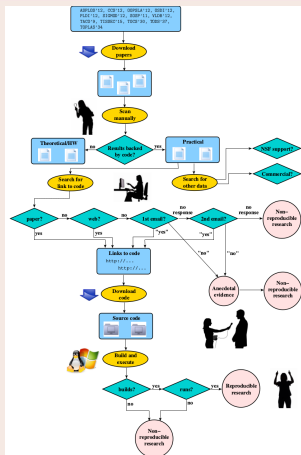 ASPLOS'12, CCS'12, OOPSLA'12, OSDI'12,
PLDI'12, SIGMOD'12, SOSP'11, VLDB'12,
TACO'9, TISSEC'15, TOCS'30, TODS'37,
TOPLAS'34
Download
papers
Scan
manually
Theoretical/HW
no
Results backed
by code?
yes
Practical
NSF support?
Search for
link to code
Search for
other data
Commercial?
paper?
no
web?
no
1st email?
no
response
2nd email?
no
response
Non-
reproducible
research
yes
yes
"yes"
"yes"
Links to code
http://...
http://...
"no"
"no"
Download
code
Anecdotal
evidence
Non-
reproducible
research
Source code
Build and
execute
builds?
yes
runs?
yes
Reproducible
research
no
no
Non-
reproducible
research